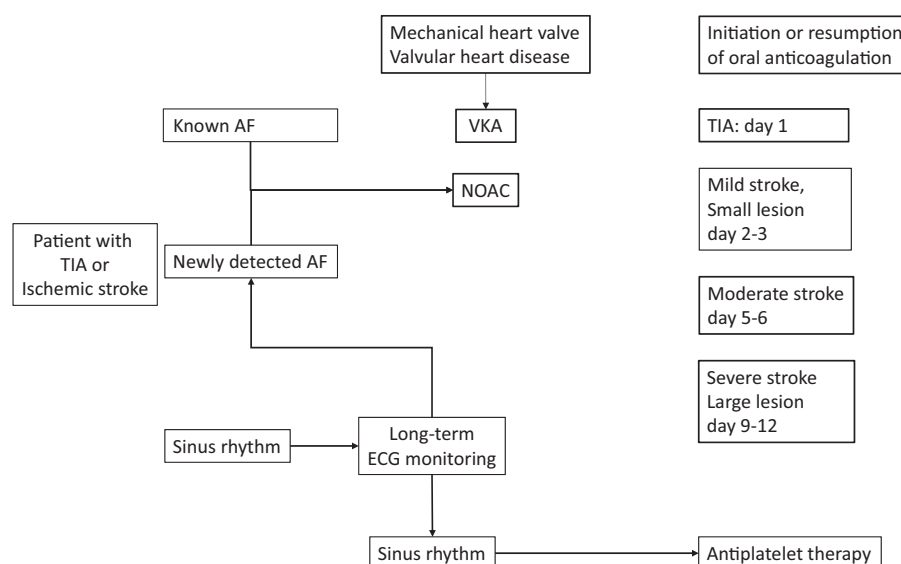 Mechanical heart valve
Valvular heart disease
Initiation or resumption
of oral anticoagulation
Known AF
VKA
TIA: day 1
NOAC
Mild stroke,
Small lesion
day 2-3
Patient with
TIA or
Ischemic stroke
Newly detected AF
Moderate stroke
day 5-6
Severe stroke
Large lesion
day 9-12
Sinus rhythm
Long-term
ECG monitoring
Sinus rhythm
Antiplatelet therapy